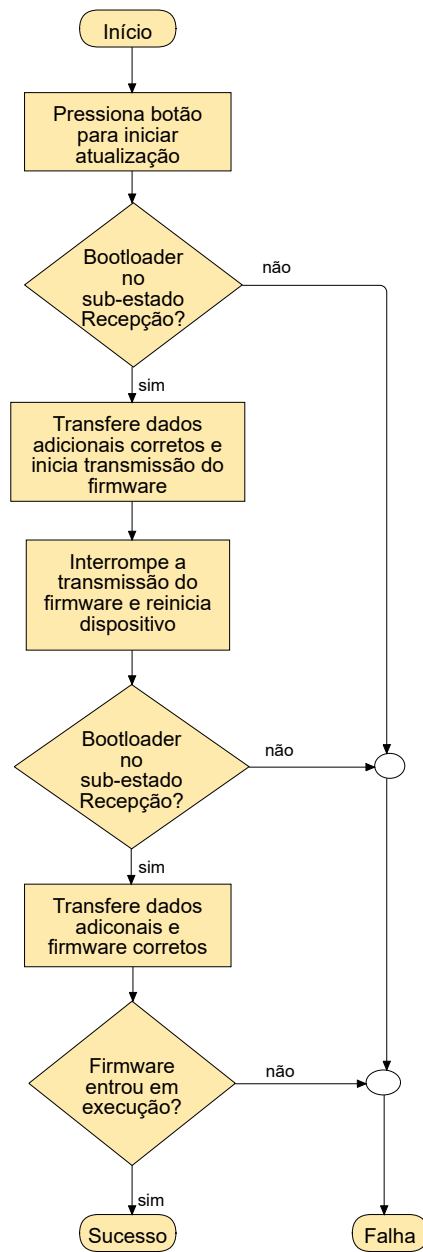 Início
Pressiona botão
para iniciar
atualização
Bootloader
no
sub-estado
Recepção?
não
sim
Transfere dados
adicionais corretos e
inicia transmissão do
firmware
Interrompe a
transmissão do
firmware e reinicia
dispositivo
Bootloader
no
sub-estado
Recepção?
não
sim
Transfere dados
adiconais e
firmware corretos
Firmware
entrou em
execução?
não
sim
Sucesso
Falha